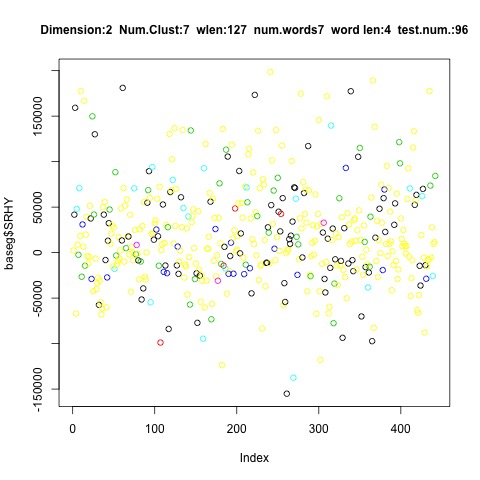 Dimension:2 Num.Clust:7 wlen:127 num.words7 word len:4 test.num.:96
baseg$SRHY
150000
50000
0
-50000
-150000
0 100 200 300 400
Index